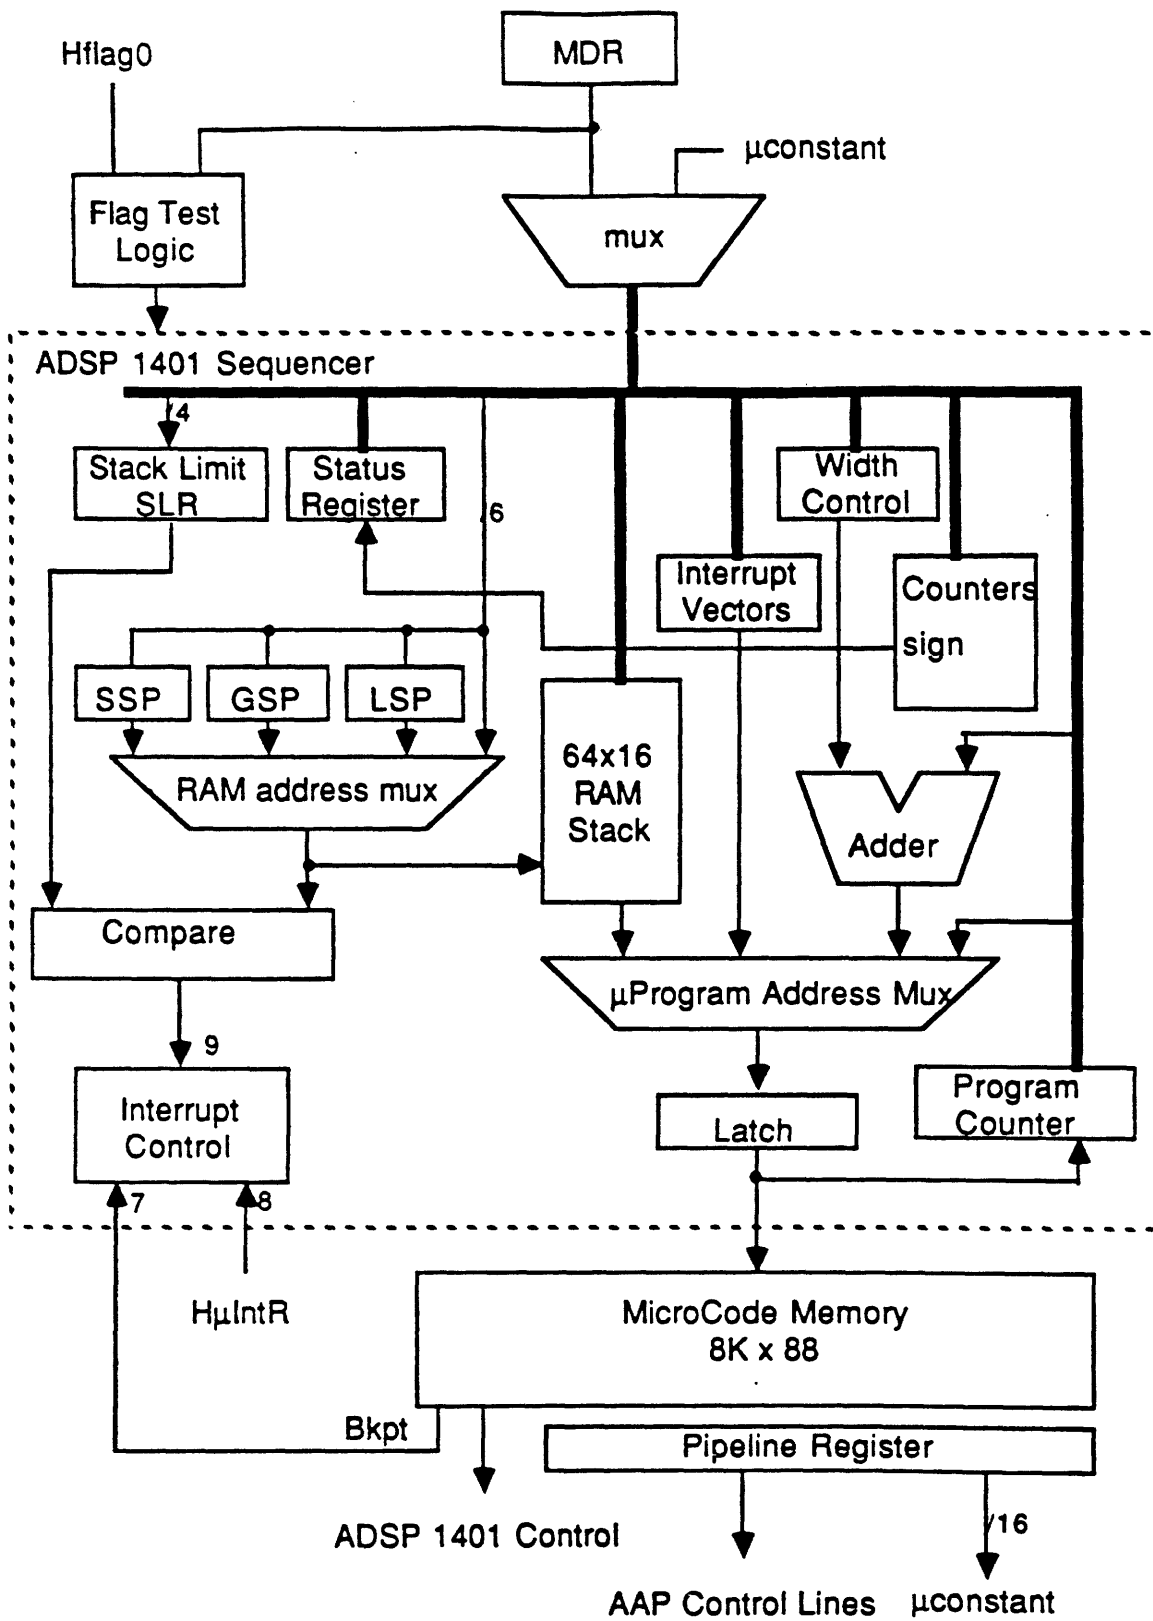 Hflag0
MDR
μconstant
Flag Test
Logic
mux
ADSP 1401 Sequencer
/4
Stack Limit
SLR
Status
Register
/6
Width
Control
Interrupt
Vectors
Counters
sign
SSP
GSP
LSP
RAM address mux
64x16
RAM
Stack
Adder
Compare
μProgram Address Mux
9
Interrupt
Control
Latch
Program
Counter
7
8
HμIntR
MicroCode Memory
8K x 88
Bkpt
Pipeline Register
ADSP 1401 Control
/16
AAP Control Lines
μconstant